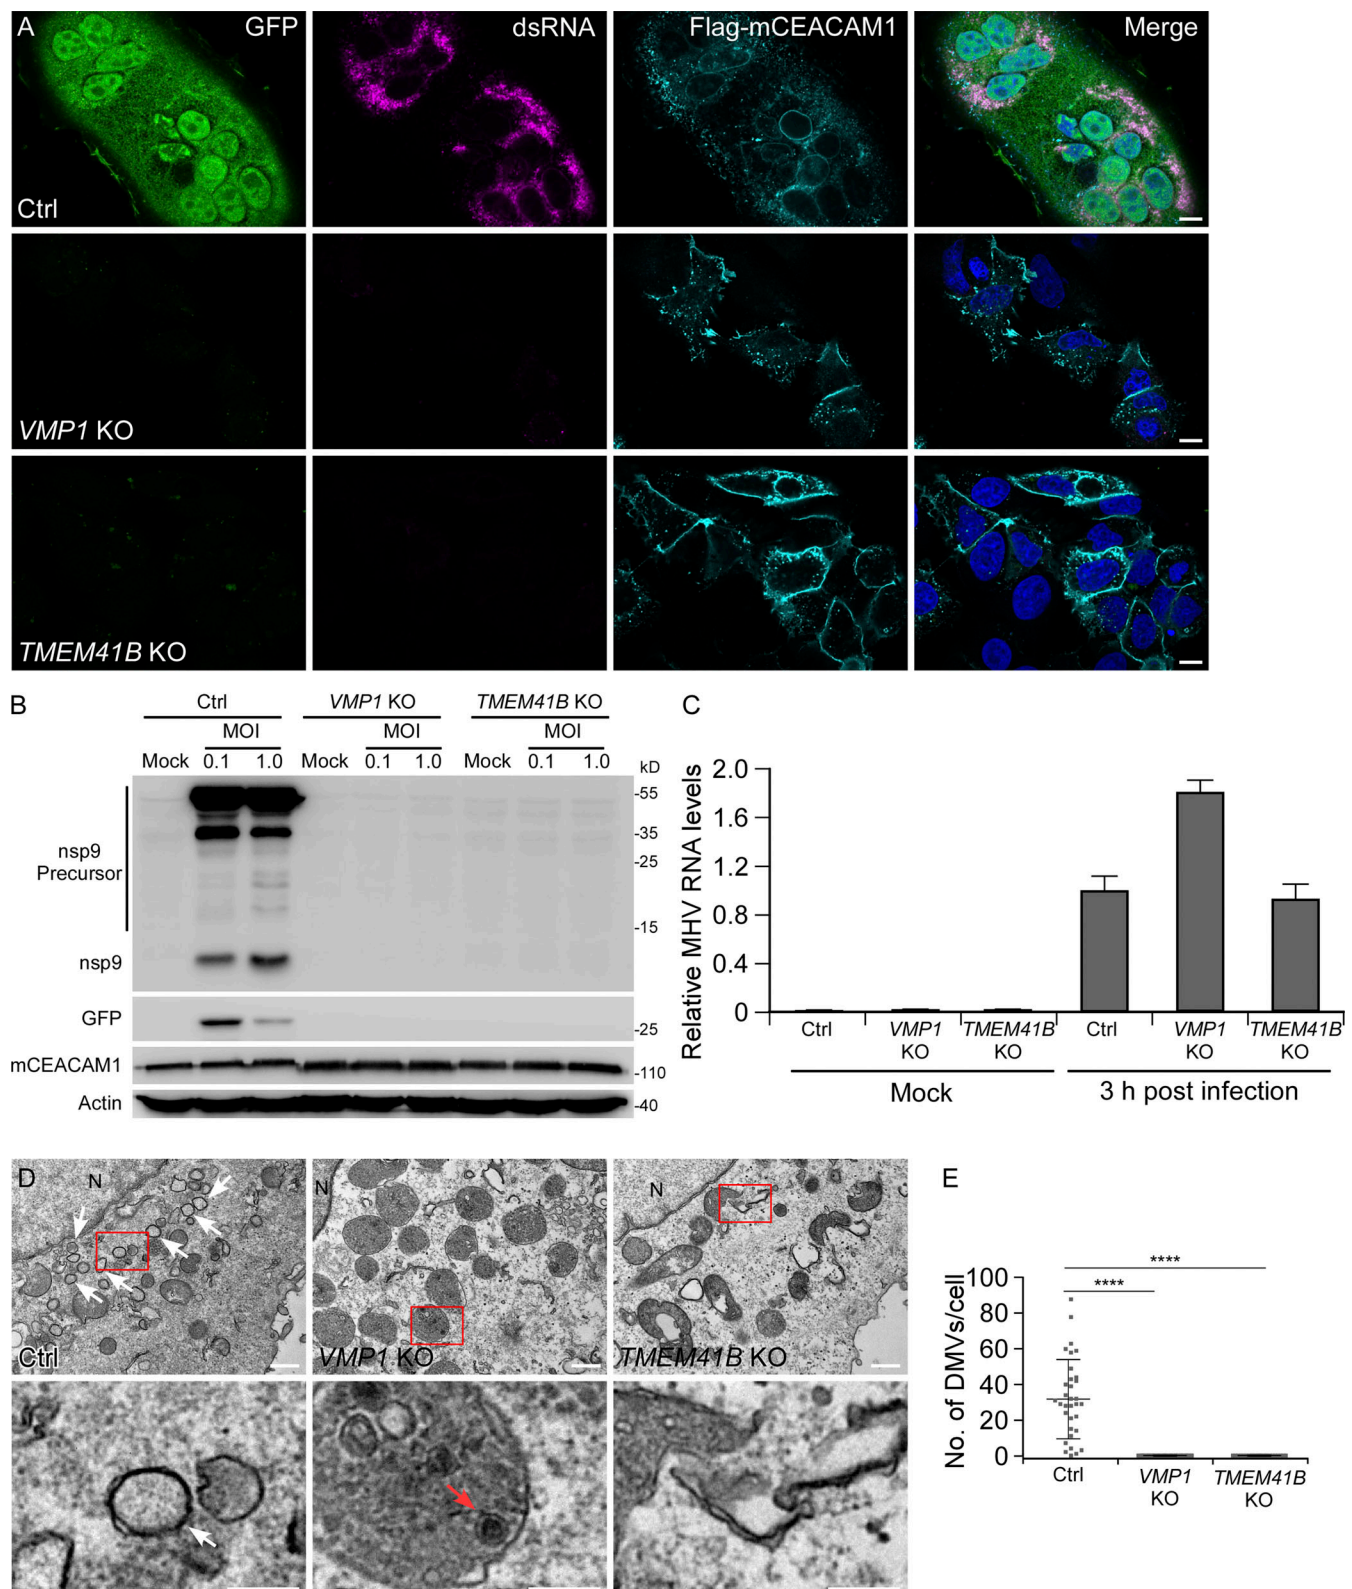 A GFP dsRNA Flag-mCEACAM1 Merge
Ctrl
VMP1 KO
TMEM41B KO
B
Ctrl VMP1 KO TMEM41B KO
MOI MOI MOI
Mock 0.1 1.0 Mock 0.1 1.0 Mock 0.1 1.0 kD
-55
-35
nsp9
Precursor
-25
-15
nsp9
GFP
-25
mCEACAM1
-110
Actin
-40
C
Relative MHV RNA levels
2.0
1.6
1.2
0.8
0.4
0
Ctrl VMP1 TMEM41B Ctrl VMP1 TMEM41B
KO KO KO KO
Mock 3 h post infection
D N N N
Ctrl VMP1 KO TMEM41B KO
E
No. of DMVs/cell
****
****
100
80
60
40
20
0
Ctrl VMP1 TMEM41B
KO KO